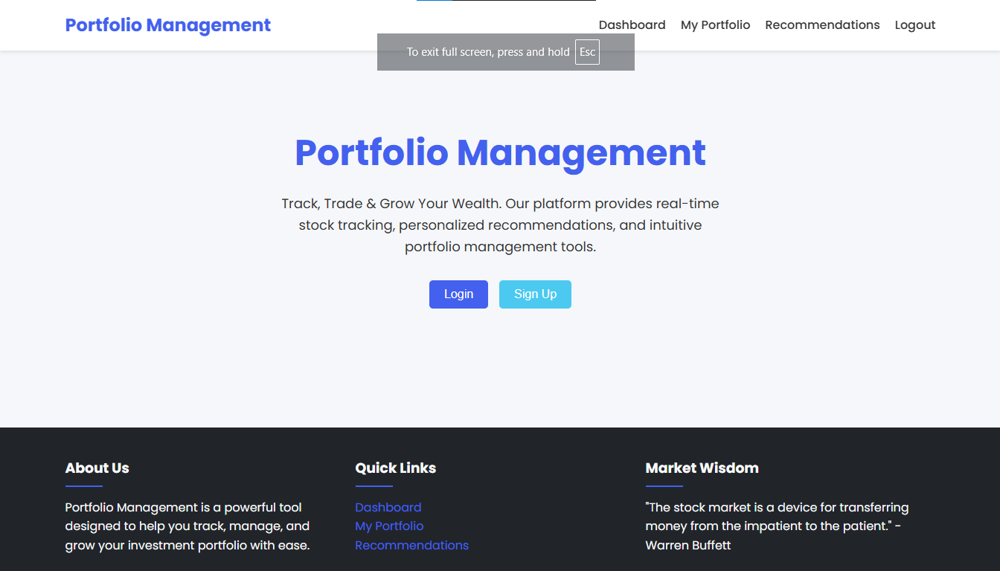 Portfolio Management
Dashboard My Portfolio Recommendations Logout
To exit full screen, press and hold Esc
Portfolio Management
Track, Trade & Grow Your Wealth. Our platform provides real-time
stock tracking, personalized recommendations, and intuitive
portfolio management tools.
Login
Sign Up
About Us
Portfolio Management is a powerful tool
designed to help you track, manage, and
grow your investment portfolio with ease.
Quick Links
Dashboard
My Portfolio
Recommendations
Market Wisdom
"The stock market is a device for transferring
money from the impatient to the patient." -
Warren Buffett